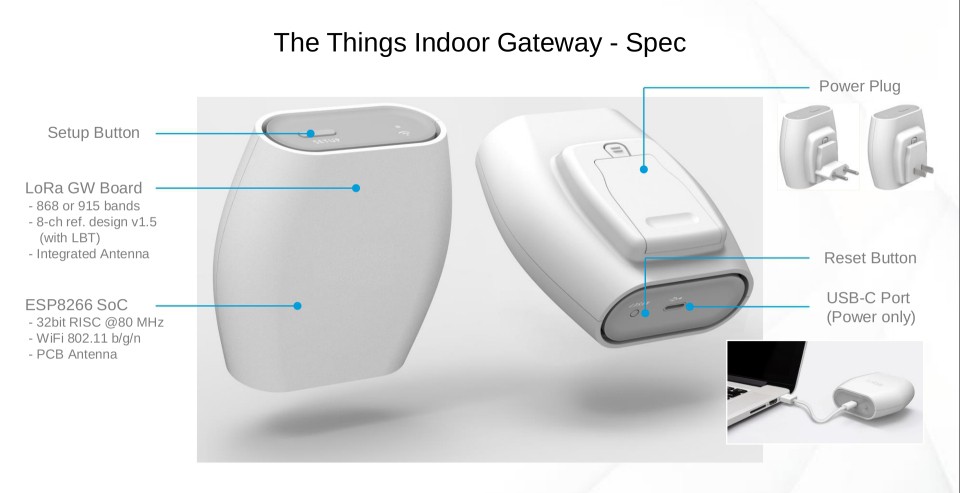 The Things Indoor Gateway - Spec
Power Plug
Setup Button
SETUP
LoRa GW Board
- 868 or 915 bands
- 8-ch ref. design v1.5
(with LBT)
- Integrated Antenna
Reset Button
ESP8266 SoC
- 32bit RISC @80 MHz
- WiFi 802.11 b/g/n
- PCB Antenna
USB-C Port
(Power only)